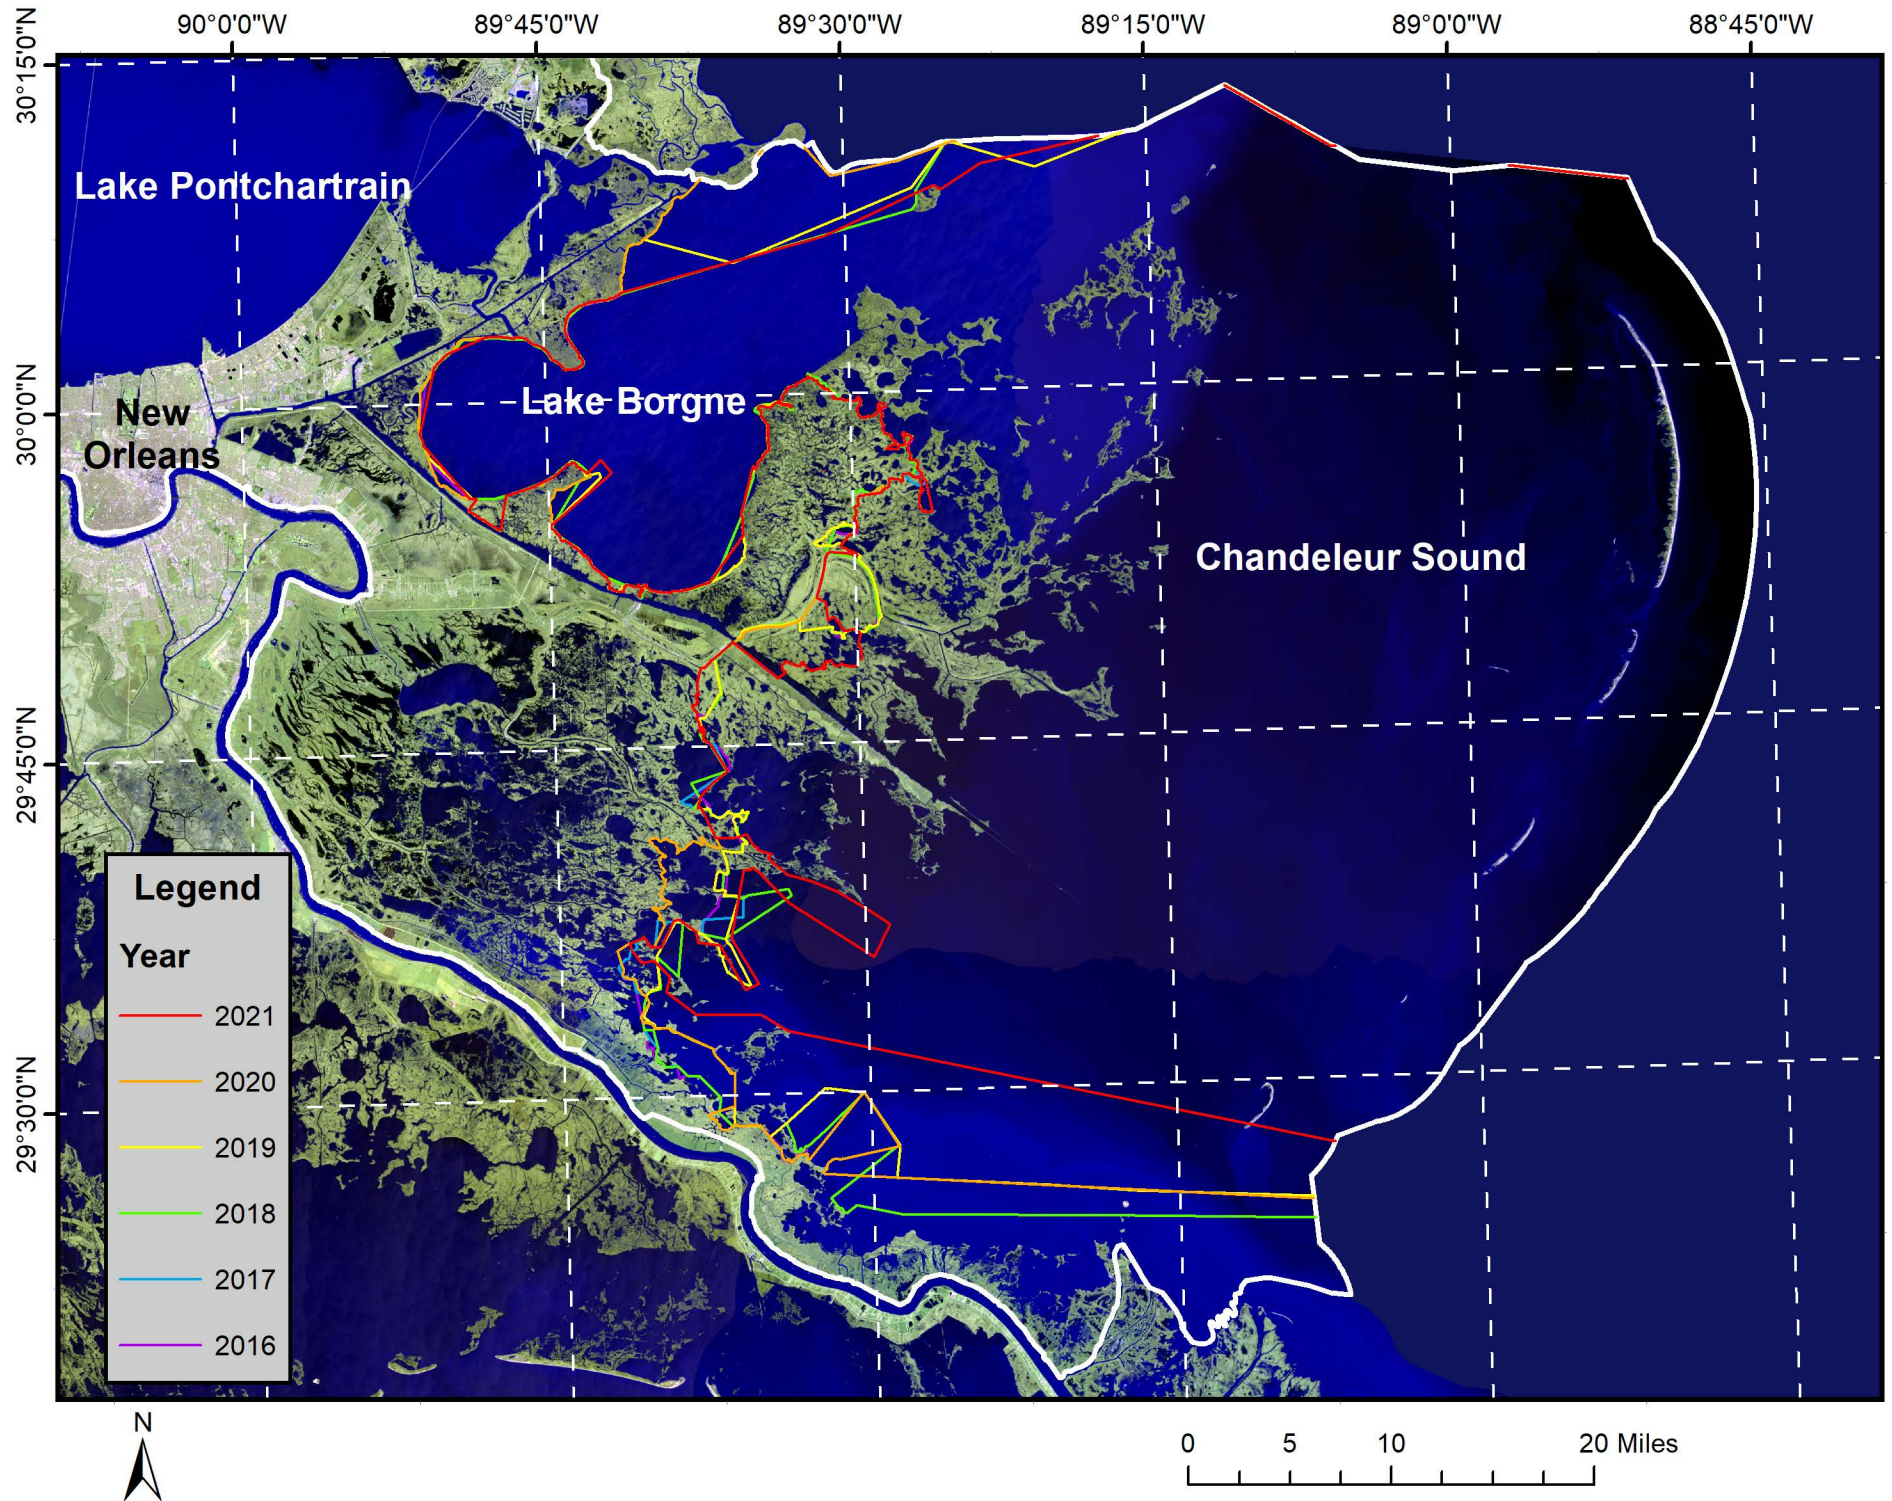 90°0'0"W 89°45'0"W 89°30'0"W 89°15'0"W 89°0'0"W 88°45'0"W
30°15'0"N
30°0'0"N
29°45'0"N
29°30'0"N
Lake Pontchartrain
Lake Borgne
New
Orleans
Chandeleur Sound
Legend
Year
2021
2020
2019
2018
2017
2016
N
0 5 10 20 Miles